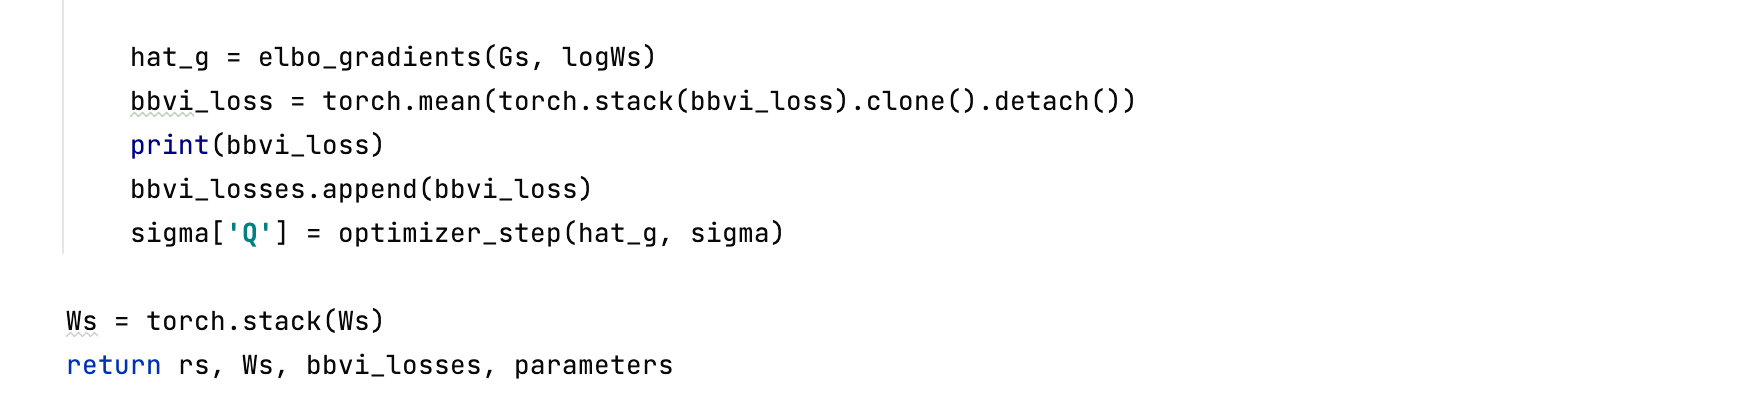 hat_g = elbo_gradients(Gs, logWs)
bbvi_loss = torch.mean(torch.stack(bbvi_loss).clone().detach())
print(bbvi_loss)
bbvi_losses.append(bbvi_loss)
sigma['Q'] = optimizer_step(hat_g, sigma)
Ws = torch.stack(Ws)
return rs, Ws, bbvi_losses, parameters